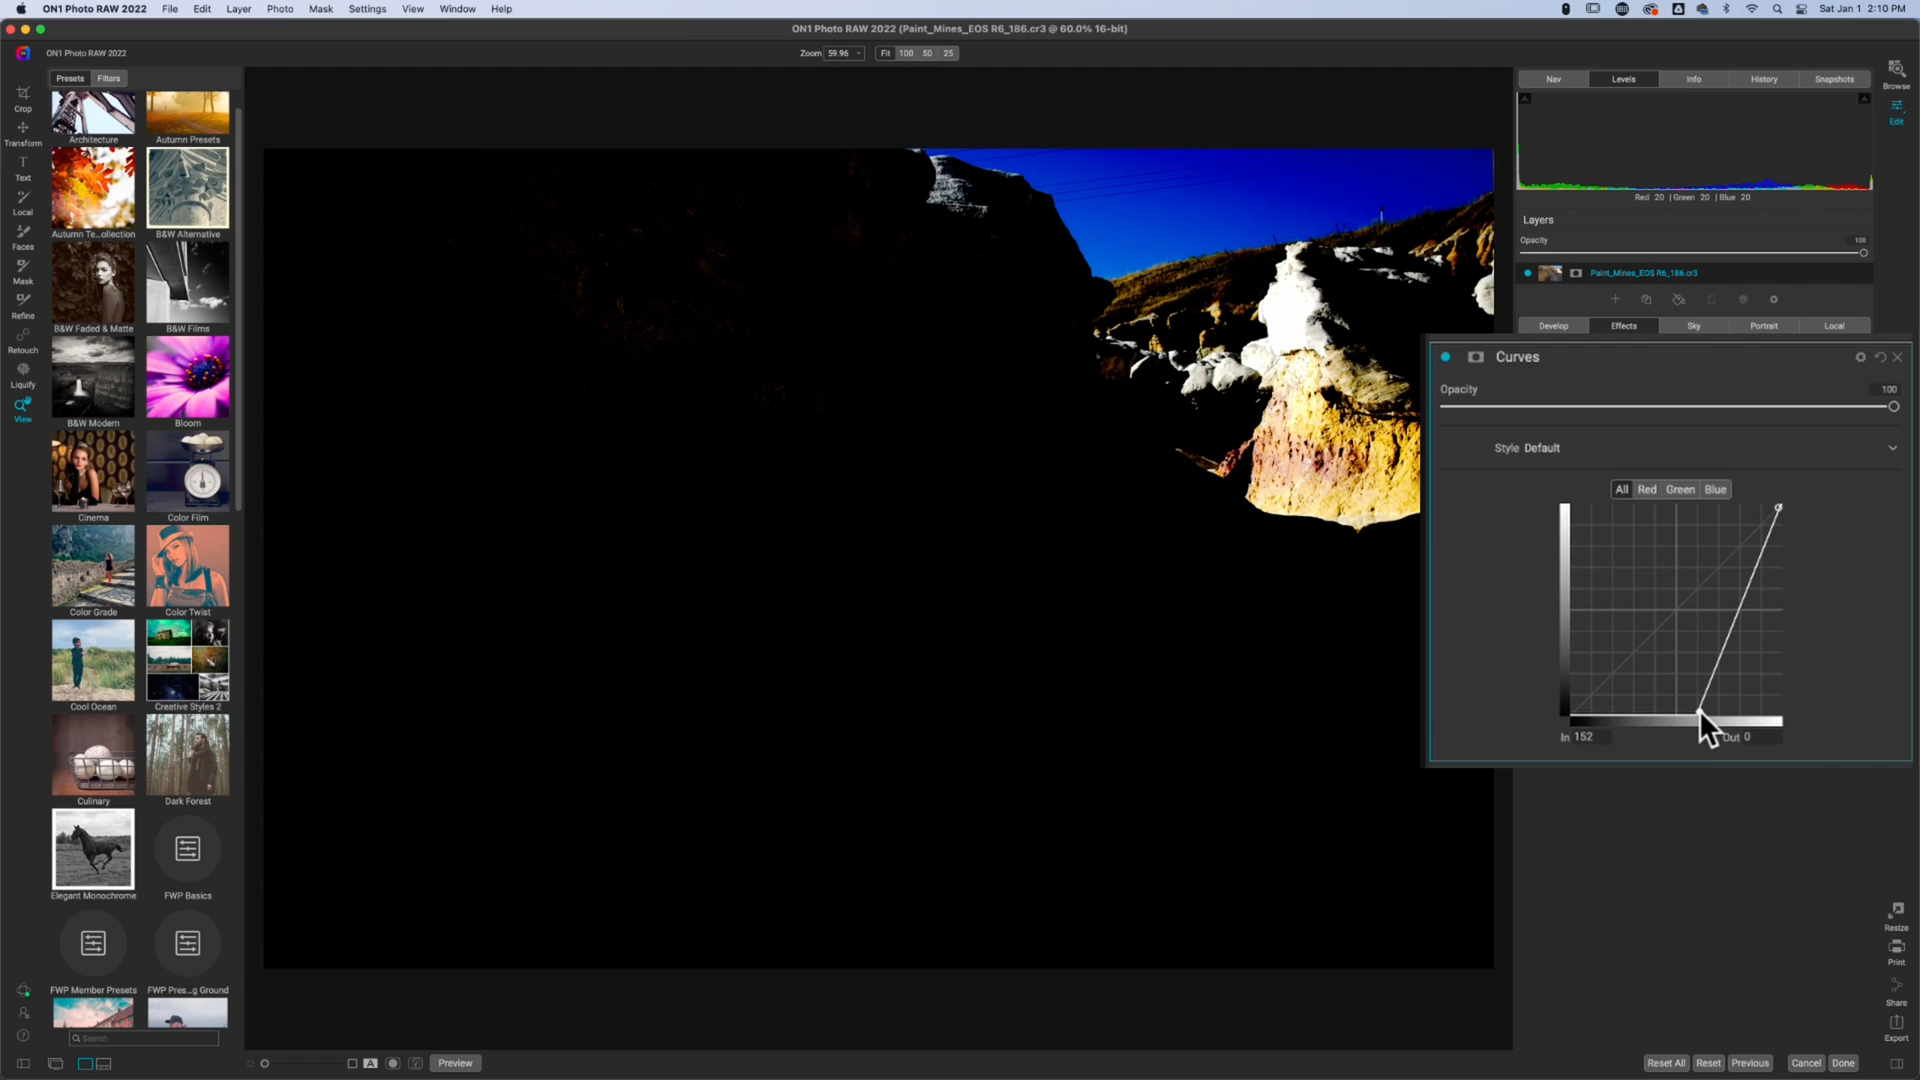 ON1 Photo RAW 2022 File Edit Layer Photo Mask Settings View Window Help Sat Jan 1 2:10 PM
ON1 Photo RAW 2022 (Paint_Mines_EOS R6_186.cr3 @ 60.0% 16-bit)
ON1 Photo RAW 2022
Zoom 59.96 Fit 100 50 25
Presets Filters
Crop
Transform
Text
Local
Faces
Mask
Refine
Retouch
Liquify
View
Architecture Autumn Presets
Autumn Te...ollection B&W Alternative
B&W Faded & Matte B&W Films
B&W Modern Bloom
Cinema Color Film
Color Grade Color Twist
Cool Ocean Creative Styles 2
Culinary Dark Forest
Elegant Monochrome FWP Basics
FWP Member Presets FWP Pres...g Ground
Search
A Preview
Nav Levels Info History Snapshots
Red 20 | Green 20 | Blue 20
Layers
Opacity 100
Paint_Mines_EOS R6_186.cr3
Develop Effects Sky Portrait Local
Curves
Opacity 100
Style Default
All Red Green Blue
In 152 Out 0
Browse
Edit
Resize
Print
Share
Export
Reset All Reset Previous Cancel Done